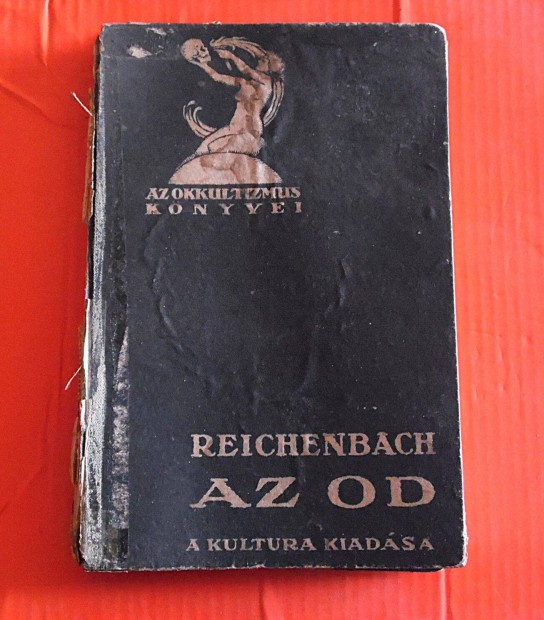 AZ OKKULTIZMUS
KÖNYVEI
REICHENBACH
AZ OD
A KULTURA KIADÁSA